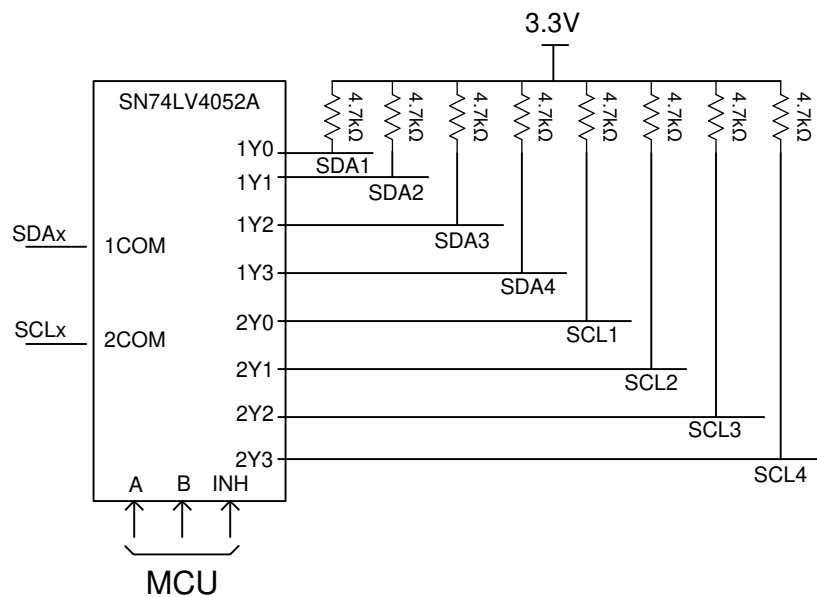 3.3V
SN74LV4052A
4.7kΩ
4.7kΩ
4.7kΩ
4.7kΩ
4.7kΩ
4.7kΩ
4.7kΩ
4.7kΩ
1Y0
SDA1
1Y1
SDA2
1Y2
SDA3
SDAx
1COM
1Y3
SDA4
2Y0
SCL1
SCLx
2COM
2Y1
SCL2
2Y2
SCL3
2Y3
SCL4
A B INH
MCU